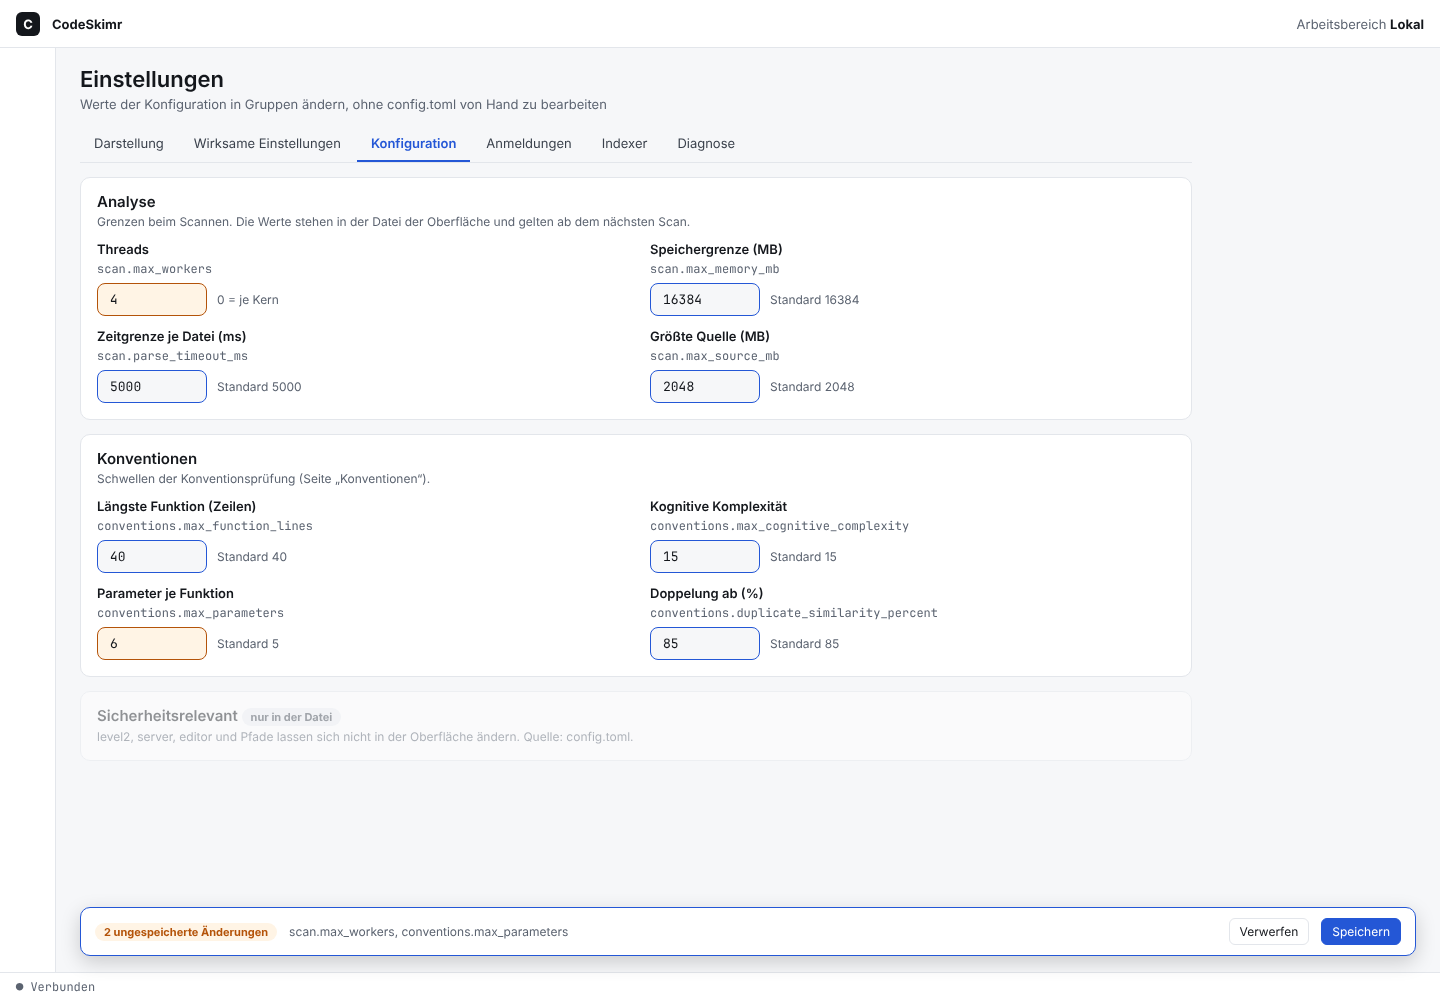 C CodeSkimr
Arbeitsbereich Lokal
Einstellungen
Werte der Konfiguration in Gruppen ändern, ohne config.toml von Hand zu bearbeiten
Darstellung Wirksame Einstellungen Konfiguration Anmeldungen Indexer Diagnose
Analyse
Grenzen beim Scannen. Die Werte stehen in der Datei der Oberfläche und gelten ab dem nächsten Scan.
Threads
scan.max_workers
4 0 = je Kern
Speichergrenze (MB)
scan.max_memory_mb
16384 Standard 16384
Zeitgrenze je Datei (ms)
scan.parse_timeout_ms
5000 Standard 5000
Größte Quelle (MB)
scan.max_source_mb
2048 Standard 2048
Konventionen
Schwellen der Konventionsprüfung (Seite „Konventionen“).
Längste Funktion (Zeilen)
conventions.max_function_lines
40 Standard 40
Kognitive Komplexität
conventions.max_cognitive_complexity
15 Standard 15
Parameter je Funktion
conventions.max_parameters
6 Standard 5
Doppelung ab (%)
conventions.duplicate_similarity_percent
85 Standard 85
Sicherheitsrelevant nur in der Datei
level2, server, editor und Pfade lassen sich nicht in der Oberfläche ändern. Quelle: config.toml.
2 ungespeicherte Änderungen scan.max_workers, conventions.max_parameters Verwerfen Speichern
Verbunden